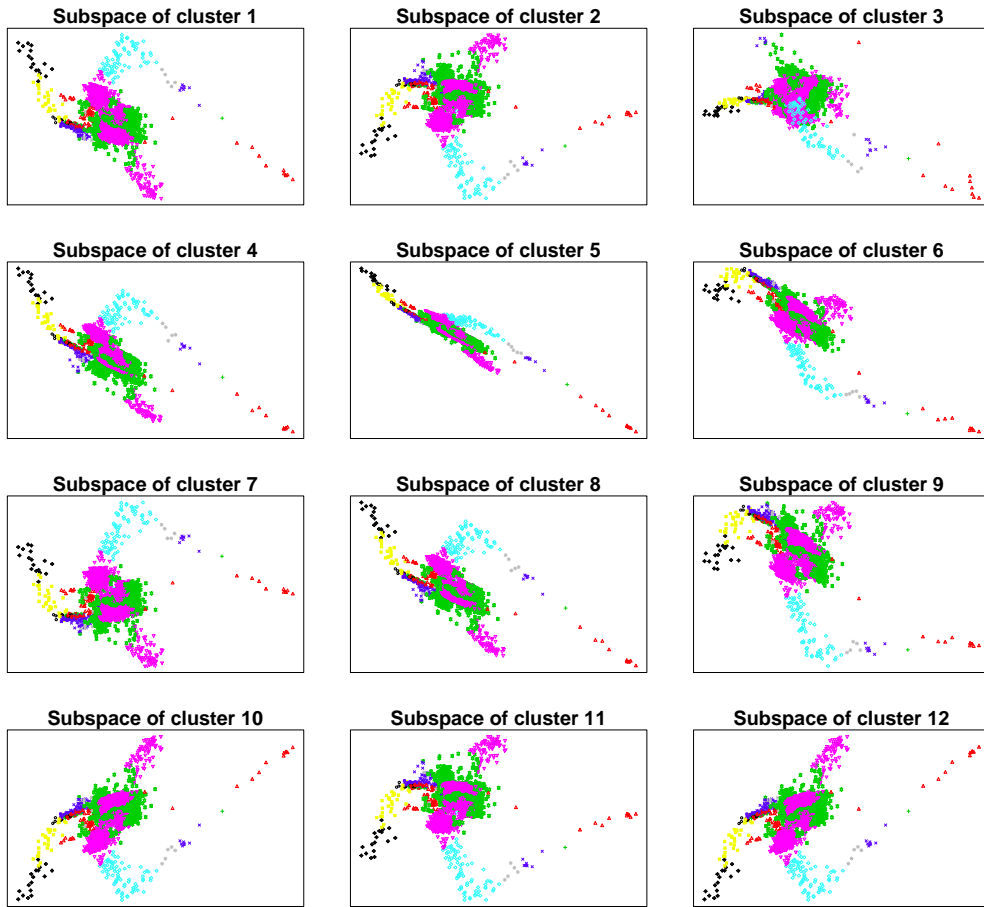 Subspace of cluster 1
Subspace of cluster 2
Subspace of cluster 3
Subspace of cluster 4
Subspace of cluster 5
Subspace of cluster 6
Subspace of cluster 7
Subspace of cluster 8
Subspace of cluster 9
Subspace of cluster 10
Subspace of cluster 11
Subspace of cluster 12